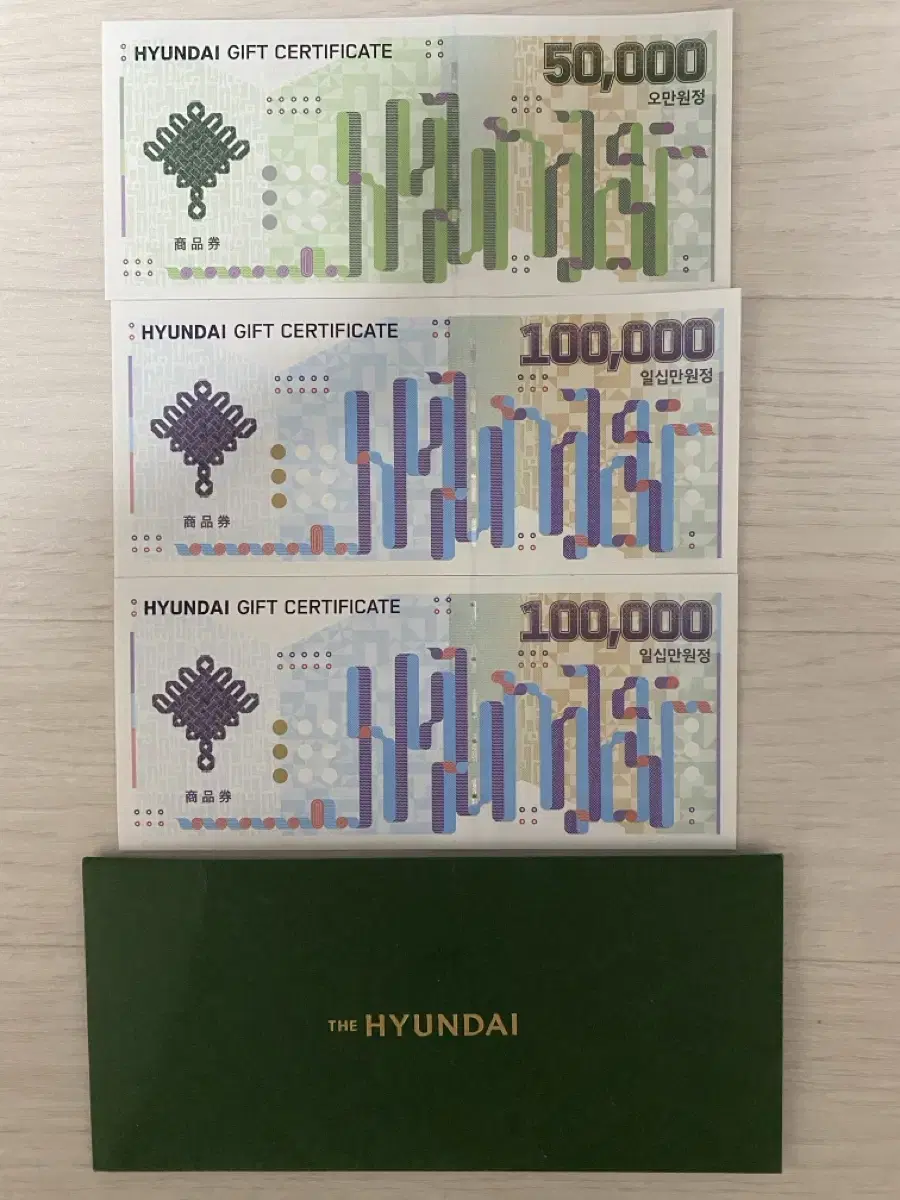 HYUNDAI GIFT CERTIFICATE
50,000
오만원정
商品券
HYUNDAI GIFT CERTIFICATE
100,000
일십만원정
商品券
HYUNDAI GIFT CERTIFICATE
100,000
일십만원정
商品券
THE HYUNDAI